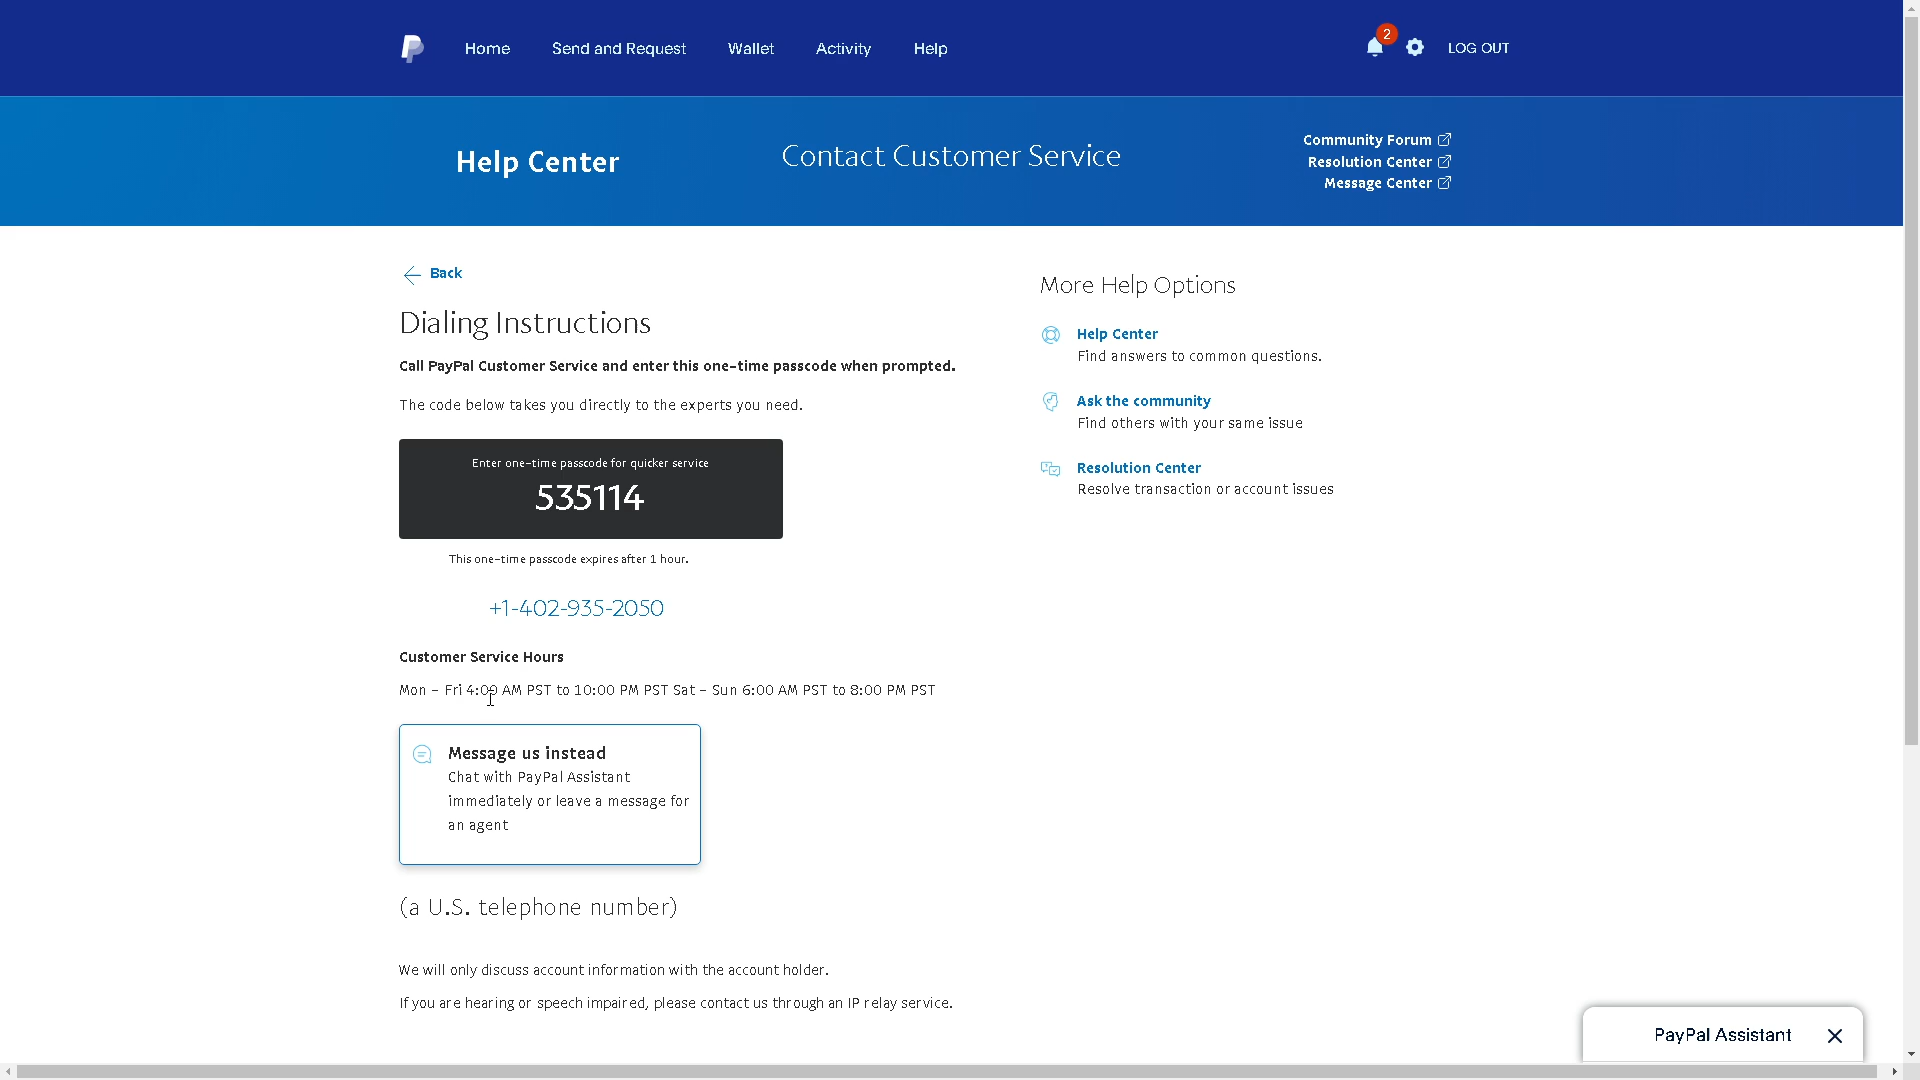 Home Send and Request Wallet Activity Help 2 LOG OUT
Help Center
Contact Customer Service
Community Forum
Resolution Center
Message Center
Back
Dialing Instructions
Call PayPal Customer Service and enter this one-time passcode when prompted.
The code below takes you directly to the experts you need.
Enter one-time passcode for quicker service
535114
This one-time passcode expires after 1 hour.
+1-402-935-2050
Customer Service Hours
Mon - Fri 4:00 AM PST to 10:00 PM PST Sat - Sun 6:00 AM PST to 8:00 PM PST
Message us instead
Chat with PayPal Assistant
immediately or leave a message for
an agent
(a U.S. telephone number)
We will only discuss account information with the account holder.
If you are hearing or speech impaired, please contact us through an IP relay service.
More Help Options
Help Center
Find answers to common questions.
Ask the community
Find others with your same issue
Resolution Center
Resolve transaction or account issues
PayPal Assistant